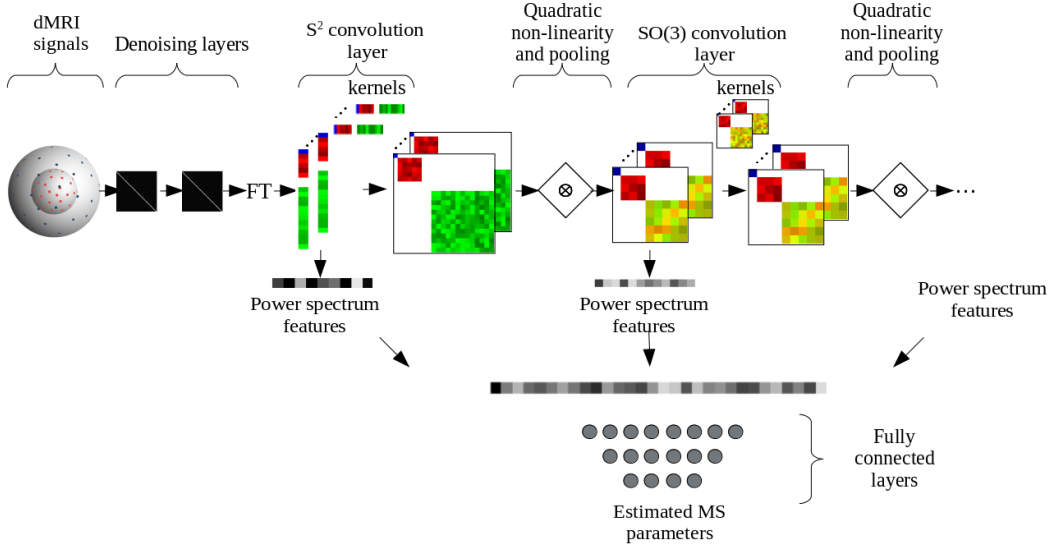 dMRI
signals
Denoising layers
S² convolution
layer
kernels
Quadratic
non-linearity
and pooling
SO(3) convolution
layer
kernels
Quadratic
non-linearity
and pooling
FT
...
Power spectrum
features
Power spectrum
features
Power spectrum
features
Fully
connected
layers
Estimated MS
parameters